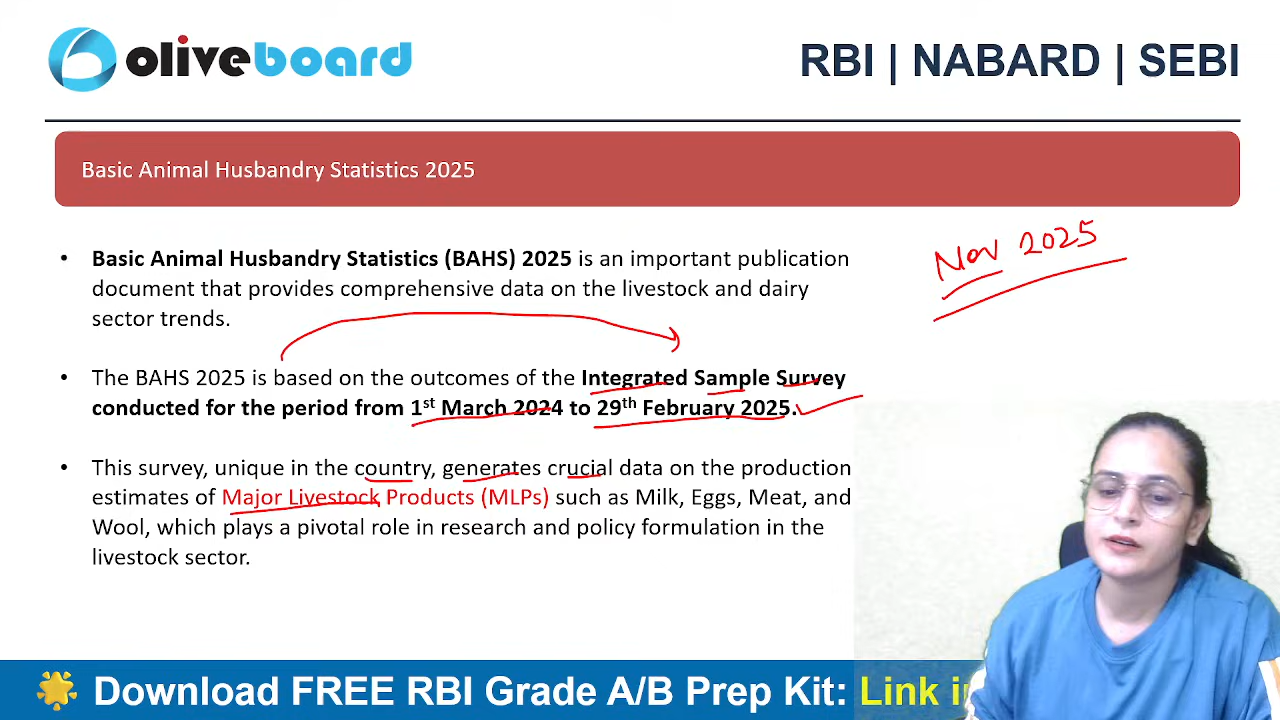 oliveboard
RBI | NABARD | SEBI
Basic Animal Husbandry Statistics 2025
• Basic Animal Husbandry Statistics (BAHS) 2025 is an important publication
document that provides comprehensive data on the livestock and dairy
sector trends.
Nov 2025
• The BAHS 2025 is based on the outcomes of the Integrated Sample Survey
conducted for the period from 1st March 2024 to 29th February 2025.
• This survey, unique in the country, generates crucial data on the production
estimates of Major Livestock Products (MLPs) such as Milk, Eggs, Meat, and
Wool, which plays a pivotal role in research and policy formulation in the
livestock sector.
Download FREE RBI Grade A/B Prep Kit: Link i